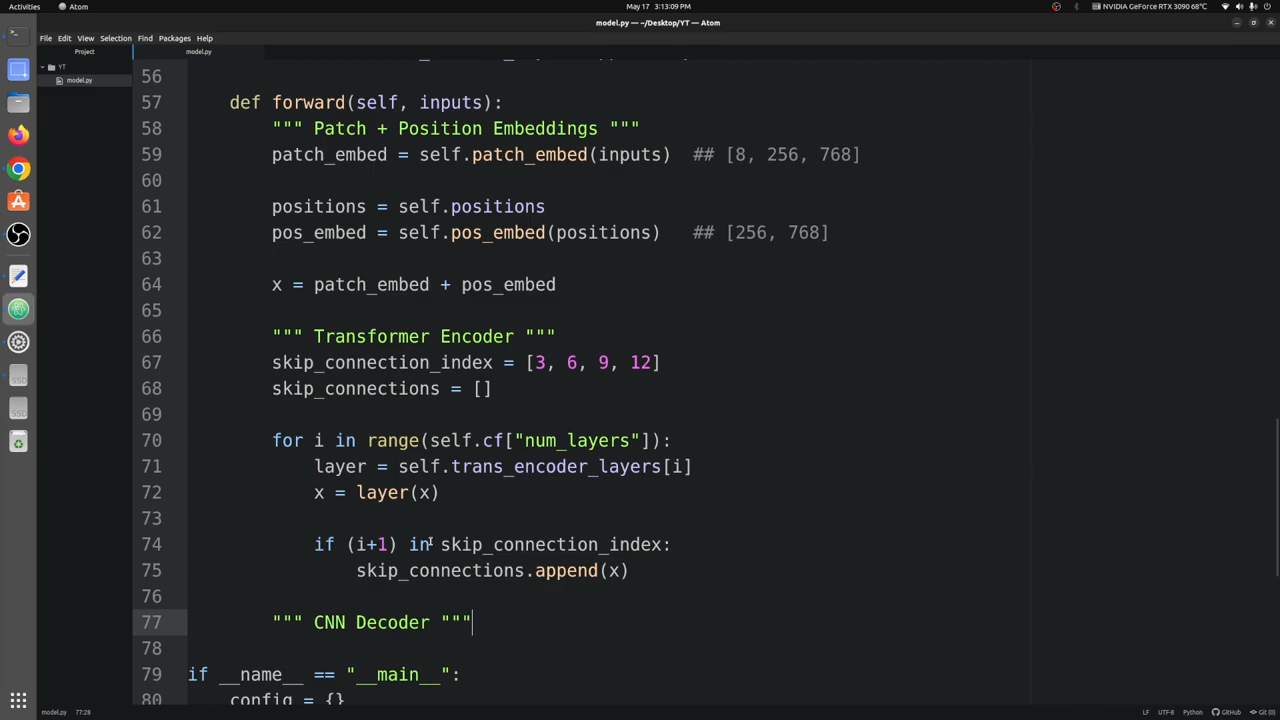 Activities Atom May 17 3:13:09 PM NVIDIA GeForce RTX 3090 68°C
model.py — ~/Desktop/YT — Atom
File Edit View Selection Find Packages Help
Project model.py
YT
model.py
56
57 def forward(self, inputs):
58 """ Patch + Position Embeddings """
59 patch_embed = self.patch_embed(inputs) ## [8, 256, 768]
60
61 positions = self.positions
62 pos_embed = self.pos_embed(positions) ## [256, 768]
63
64 x = patch_embed + pos_embed
65
66 """ Transformer Encoder """
67 skip_connection_index = [3, 6, 9, 12]
68 skip_connections = []
69
70 for i in range(self.cf["num_layers"]):
71 layer = self.trans_encoder_layers[i]
72 x = layer(x)
73
74 if (i+1) in skip_connection_index:
75 skip_connections.append(x)
76
77 """ CNN Decoder """
78
79 if __name__ == "__main__":
80 config = {}
model.py 77:28 LF UTF-8 Python GitHub Git (0)